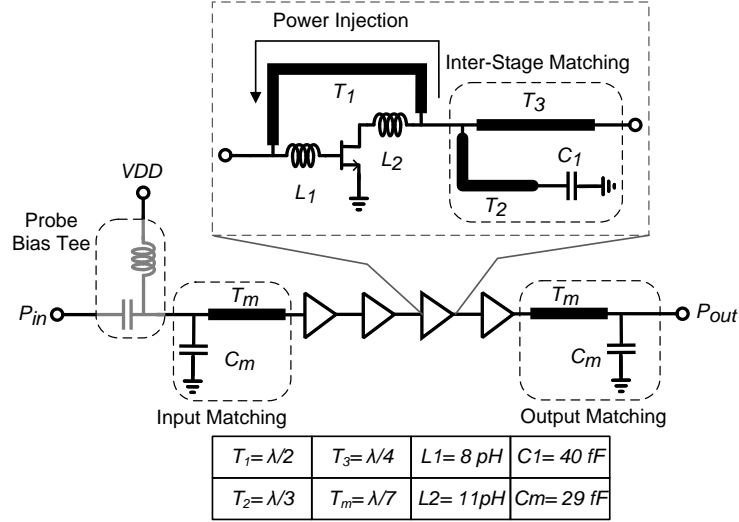 Power Injection
Inter-Stage Matching
T1
T3
L1
L2
C1
T2
VDD
Probe
Bias Tee
Pin
Tm
Cm
Tm
Cm
Pout
Input Matching
Output Matching
T1= λ/2 T3= λ/4 L1= 8 pH C1= 40 fF
T2= λ/3 Tm= λ/7 L2= 11pH Cm= 29 fF